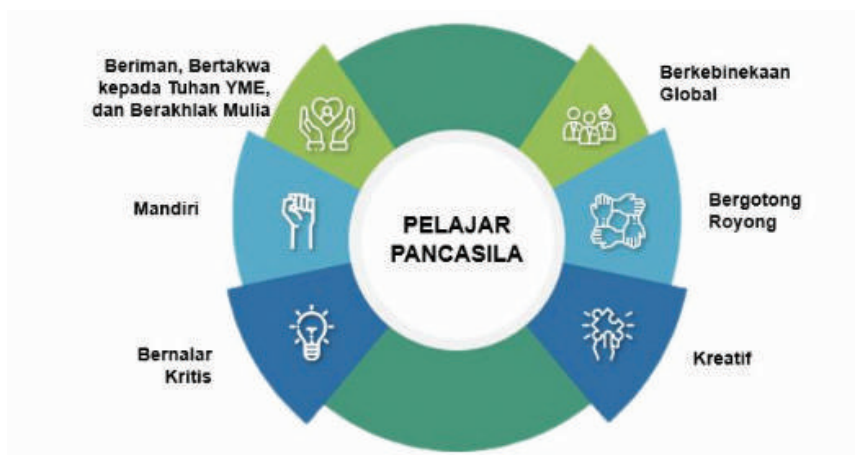 Beriman, Bertakwa
kepada Tuhan YME,
dan Berakhlak Mulia
Berkebinekaan
Global
Mandiri
Bergotong
Royong
PELAJAR
PANCASILA
Bernalar
Kritis
Kreatif